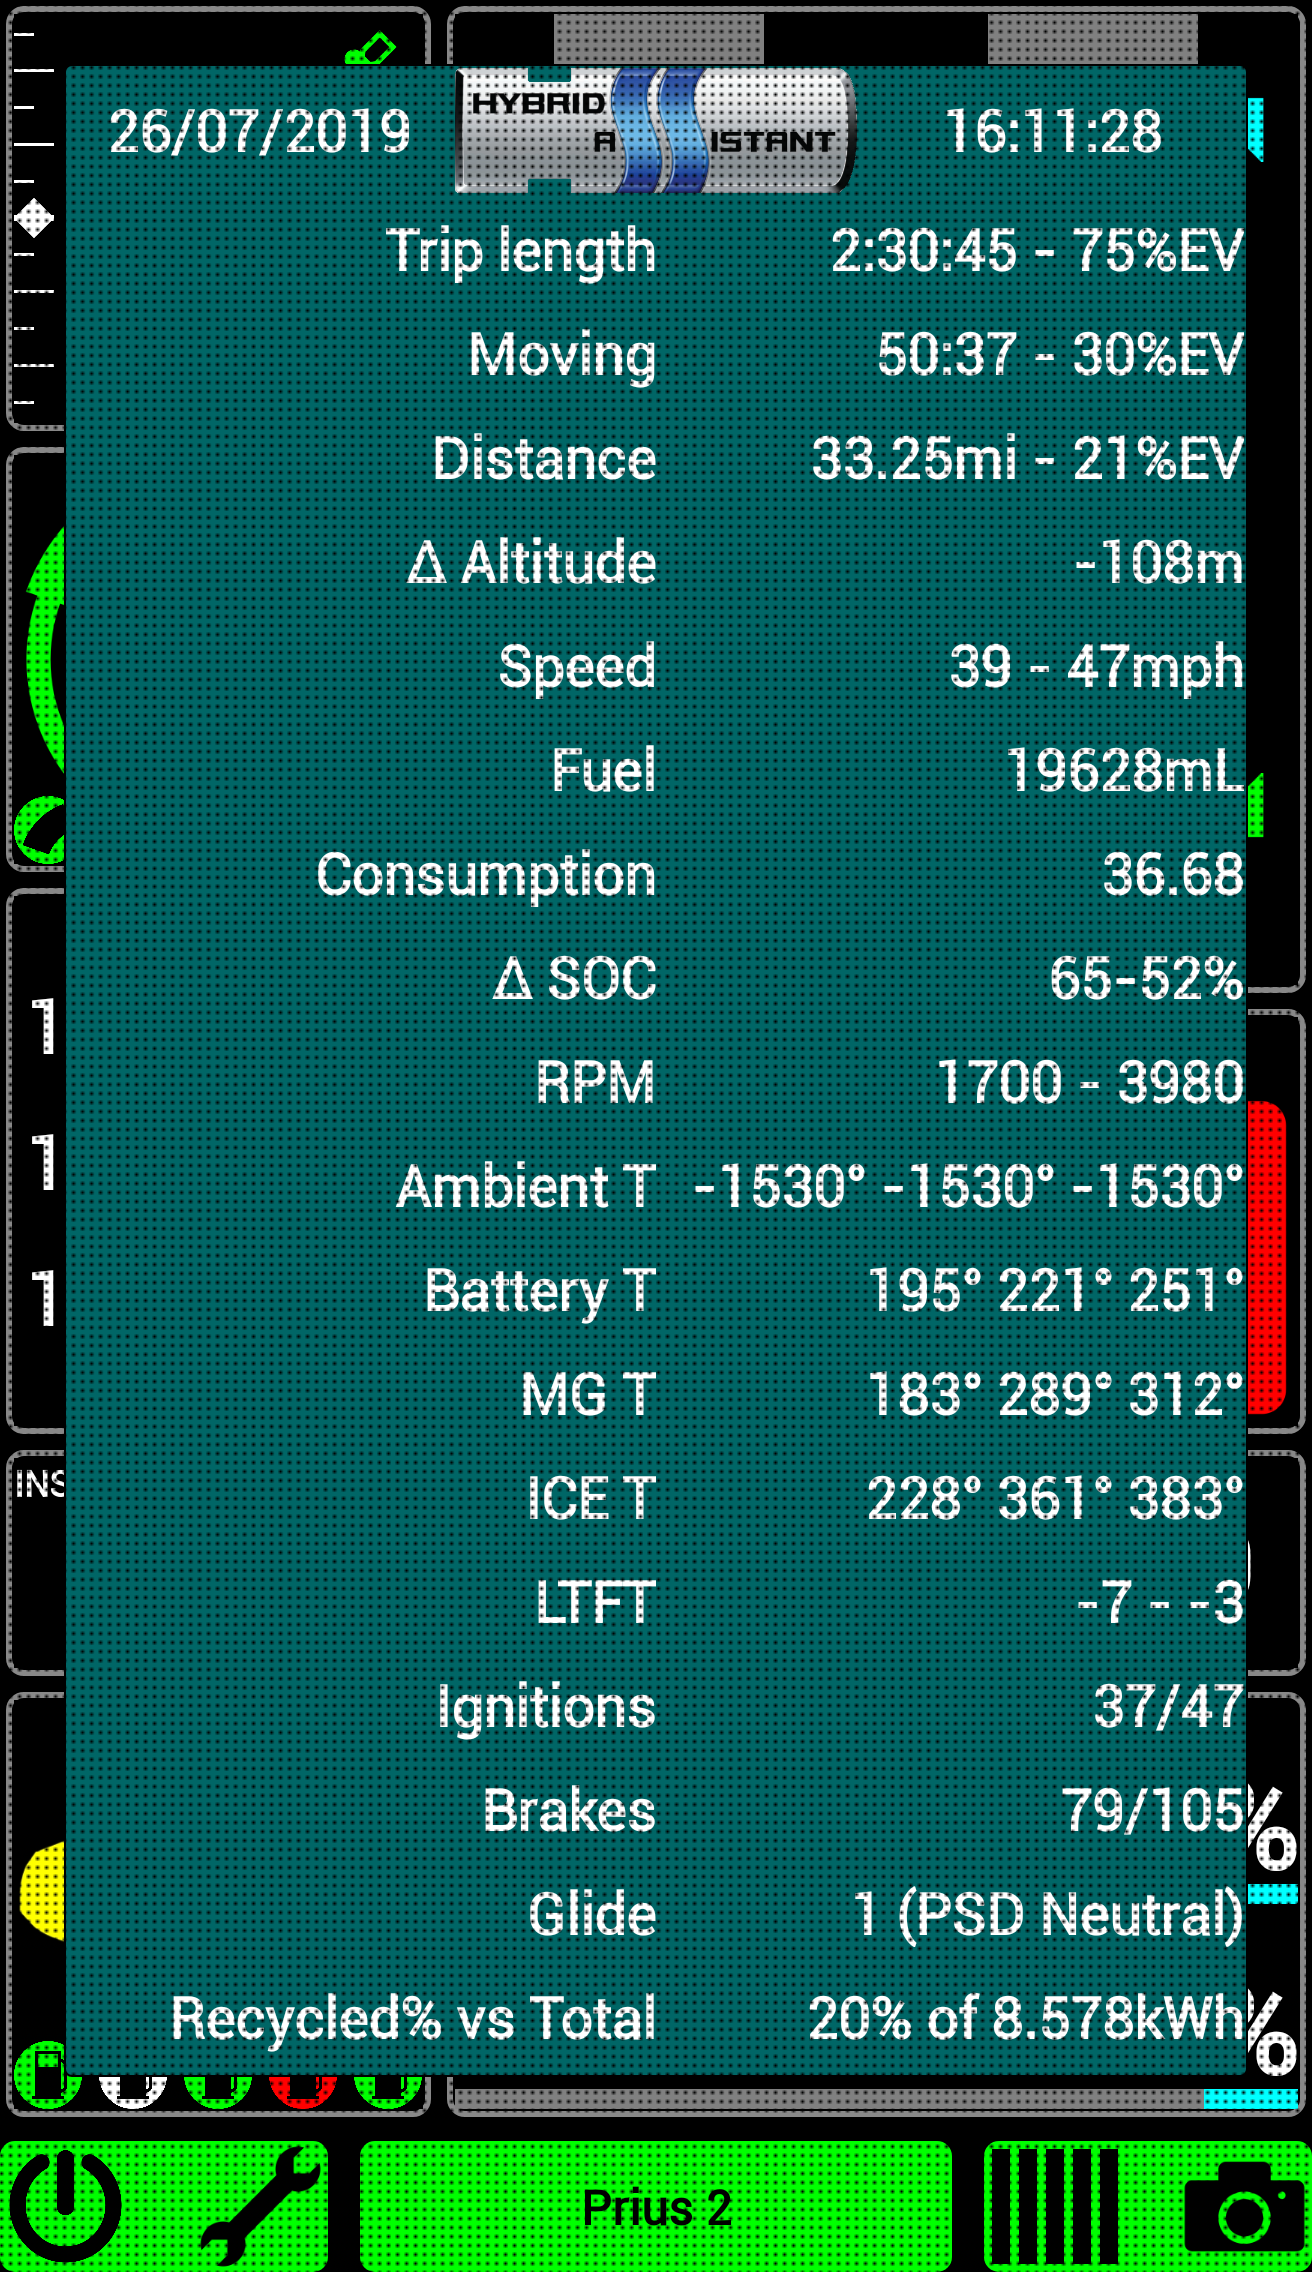 26/07/2019 HYBRID A ISTANT 16:11:28
Trip length 2:30:45 - 75%EV
Moving 50:37 - 30%EV
Distance 33.25mi - 21%EV
Δ Altitude -108m
Speed 39 - 47mph
Fuel 19628mL
Consumption 36.68
Δ SOC 65-52%
1
RPM 1700 - 3980
1
Ambient T -1530° -1530° -1530°
1
Battery T 195° 221° 251°
MG T 183° 289° 312°
INS
ICE T 228° 361° 383°
LTFT -7 - -3
Ignitions 37/47
Brakes 79/105
%
Glide 1 (PSD Neutral)
Recycled% vs Total 20% of 8.578kWh
%
Prius 2